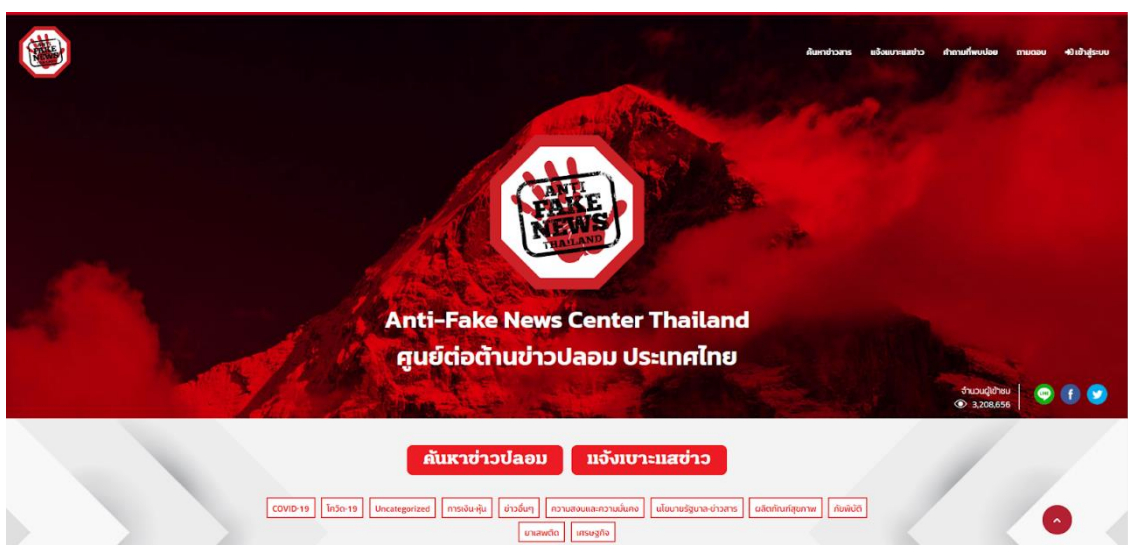 ANTI
FAKE
NEWS
THAILAND
ค้นหาข่าวสาร แจ้งเบาะแสข่าว คำถามที่พบบ่อย ถามตอบ เข้าสู่ระบบ
ANTI
FAKE
NEWS
THAILAND
Anti-Fake News Center Thailand
ศูนย์ต่อต้านข่าวปลอม ประเทศไทย
จำนวนผู้เข้าชม
3,208,656
LINE f
ค้นหาข่าวปลอม แจ้งเบาะแสข่าว
COVID-19 โควิด-19 Uncategorized การเงิน-หุ้น ข่าวอื่นๆ ความสงบและความมั่นคง นโยบายรัฐบาล-ข่าวสาร ผลิตภัณฑ์สุขภาพ ภัยพิบัติ
ยาเสพติด เศรษฐกิจ